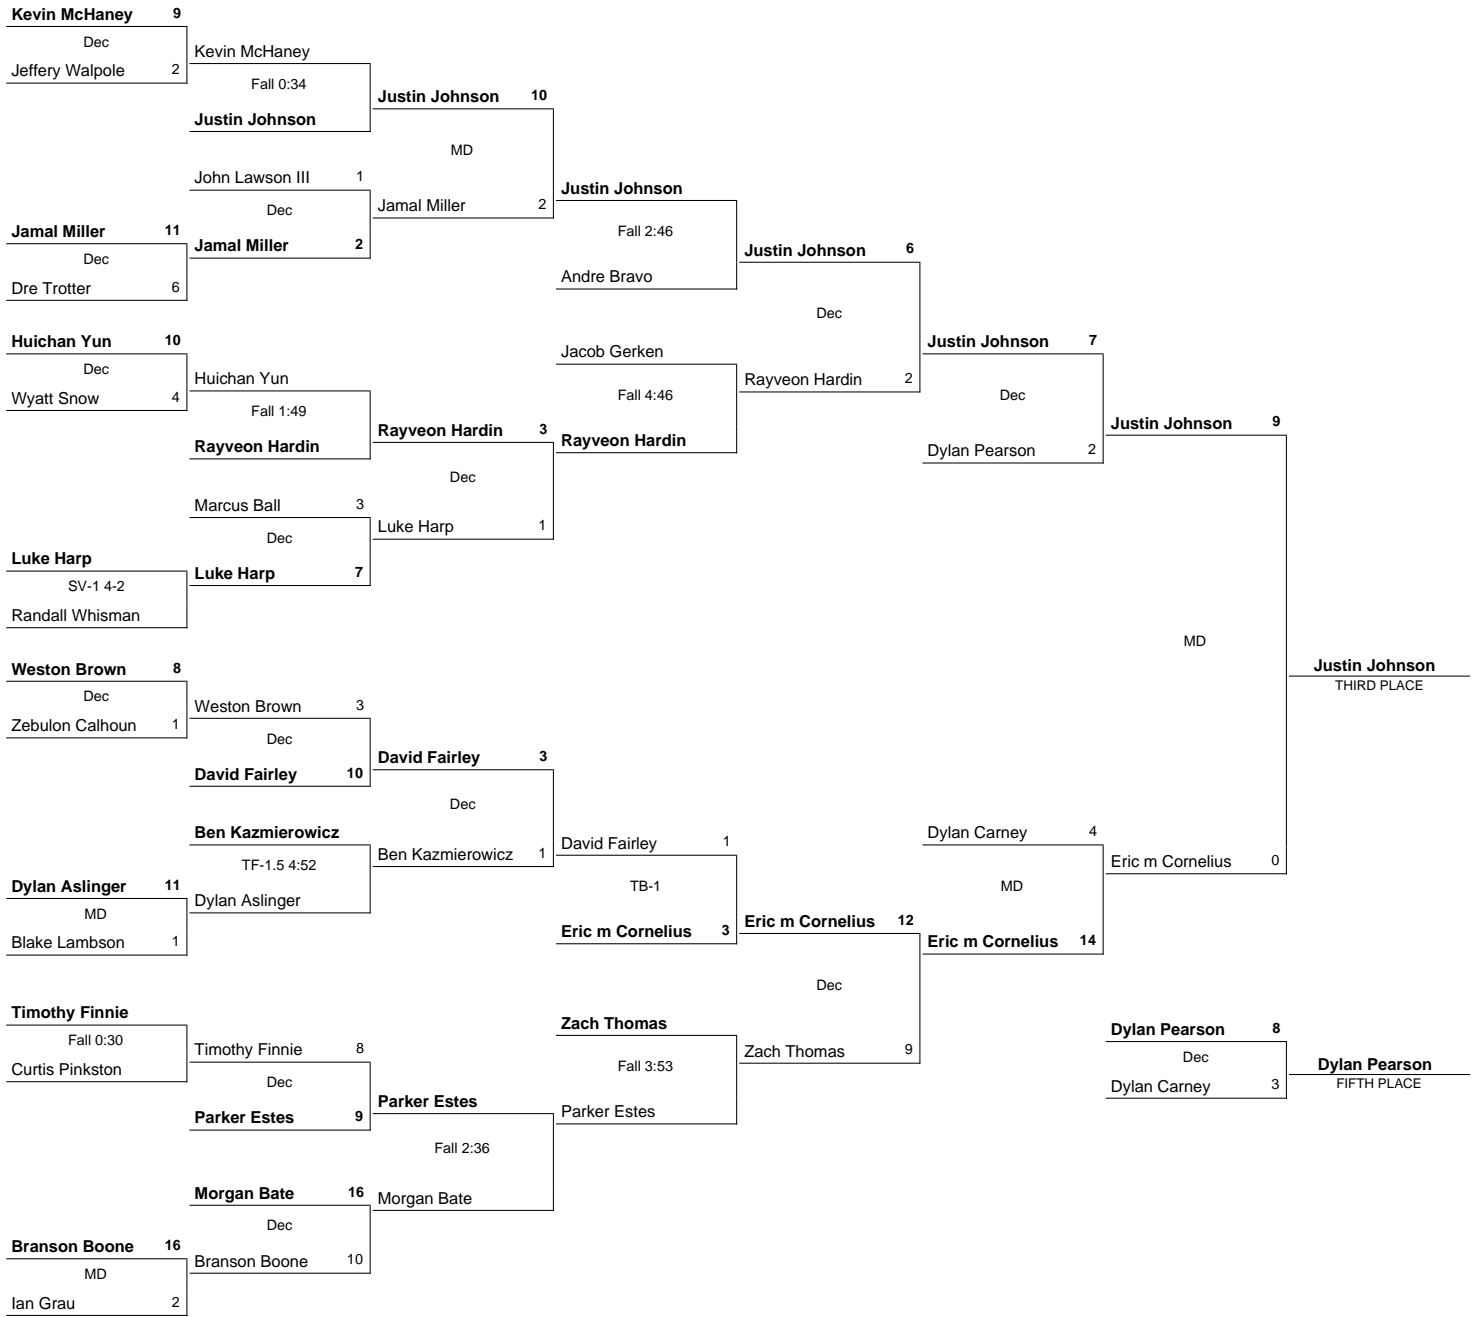 Kevin McHaney 9
Dec
Jeffery Walpole 2
Jamal Miller 11
Dec
Dre Trotter 6
Huichan Yun 10
Dec
Wyatt Snow 4
Luke Harp
SV-1 4-2
Randall Whisman
Weston Brown 8
Dec
Zebulon Calhoun 1
Dylan Aslinger 11
MD
Blake Lambson 1
Timothy Finnie
Fall 0:30
Curtis Pinkston
Branson Boone 16
MD
Ian Grau 2
Kevin McHaney
Fall 0:34
Justin Johnson
John Lawson III 1
Dec
Jamal Miller 2
Huichan Yun
Fall 1:49
Rayveon Hardin
Marcus Ball 3
Dec
Luke Harp 7
Weston Brown 3
Dec
David Fairley 10
Ben Kazmierowicz
TF-1.5 4:52
Dylan Aslinger
Timothy Finnie 8
Dec
Parker Estes 9
Morgan Bate 16
Dec
Branson Boone 10
Justin Johnson 10
MD
Jamal Miller 2
Rayveon Hardin 3
Dec
Luke Harp 1
David Fairley 3
Dec
Ben Kazmierowicz 1
Parker Estes
Fall 2:36
Morgan Bate
Justin Johnson
Fall 2:46
Andre Bravo
Jacob Gerken
Fall 4:46
Rayveon Hardin
David Fairley 1
TB-1
Eric m Cornelius 3
Zach Thomas
Fall 3:53
Parker Estes
Justin Johnson 6
Dec
Rayveon Hardin 2
Eric m Cornelius 12
Dec
Zach Thomas 9
Justin Johnson 7
Dec
Dylan Pearson 2
Dylan Carney 4
MD
Eric m Cornelius 14
Justin Johnson 9
MD
Eric m Cornelius 0
Justin Johnson
THIRD PLACE
Dylan Pearson 8
Dec
Dylan Carney 3
Dylan Pearson
FIFTH PLACE